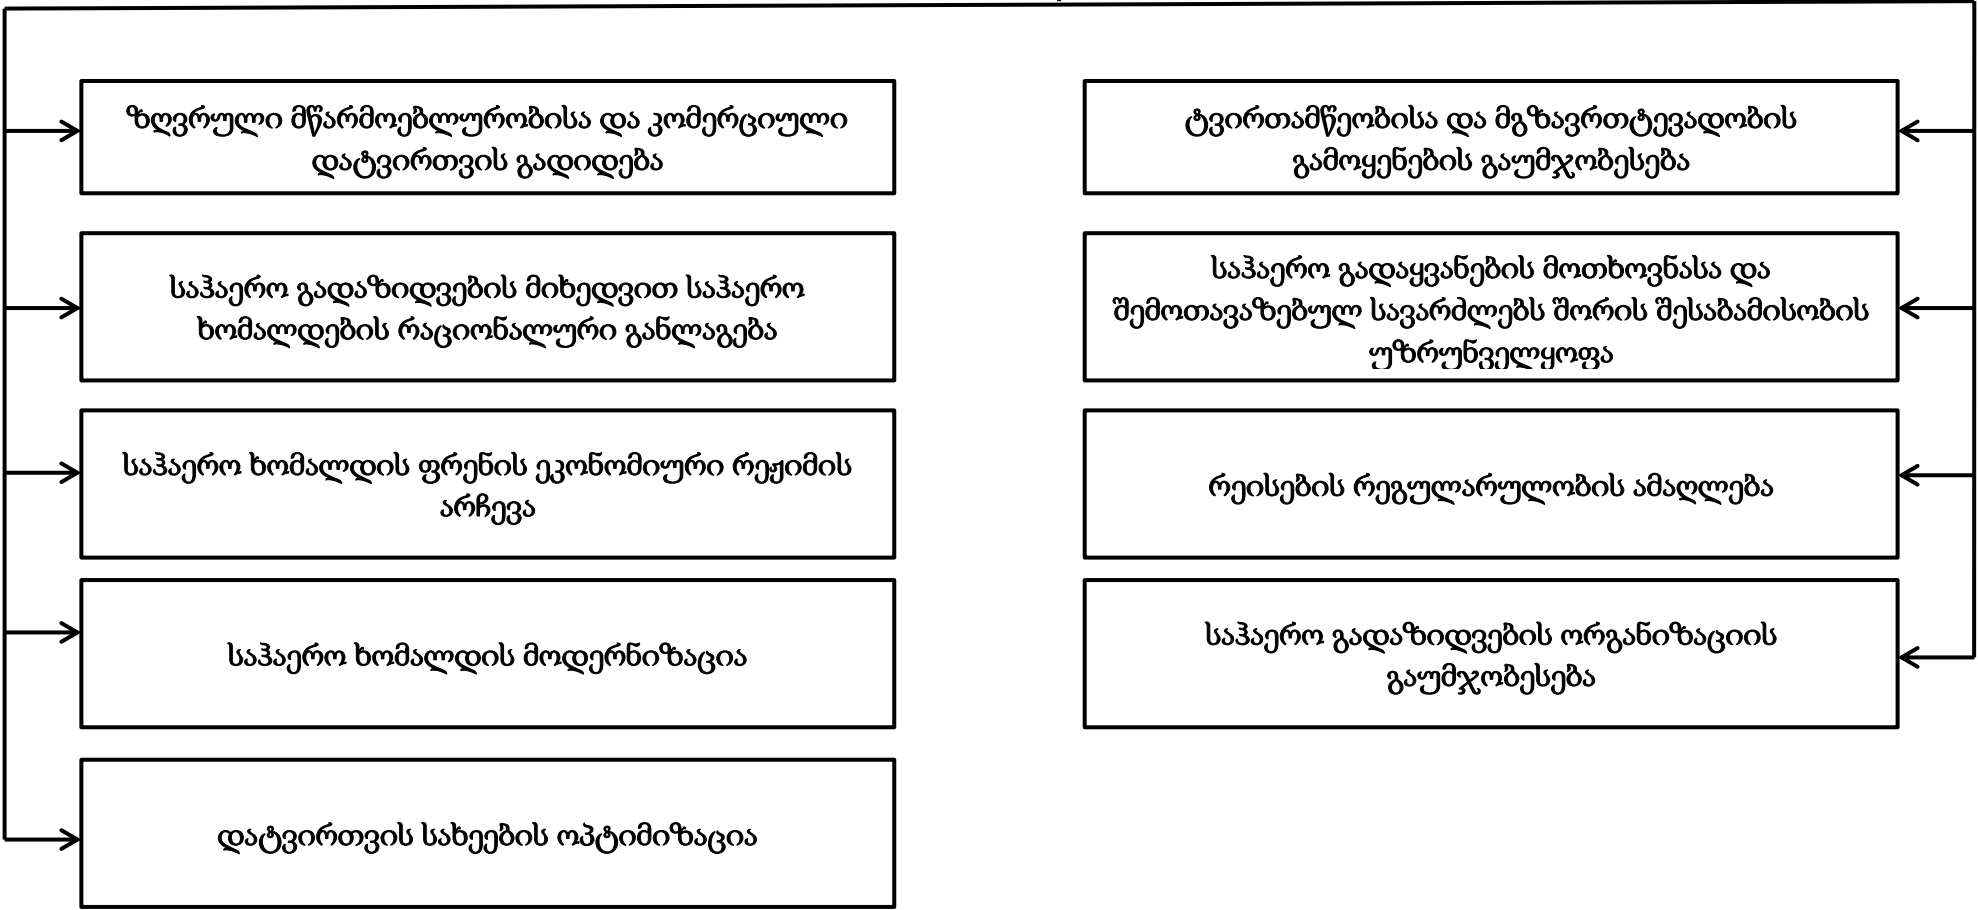 ზღვრული მწარმოებლურობისა და კომერციული
დატვირთვის გადიდება
საჰაერო გადაზიდვების მიხედვით საჰაერო
ხომალდების რაციონალური განლაგება
საჰაერო ხომალდის ფრენის ეკონომიური რეჟიმის
არჩევა
საჰაერო ხომალდის მოდერნიზაცია
დატვირთვის სახეების ოპტიმიზაცია
ტვირთამწეობისა და მგზავრთტევადობის
გამოყენების გაუმჯობესება
საჰაერო გადაყვანების მოთხოვნასა და
შემოთავაზებულ სავარძლებს შორის შესაბამისობის
უზრუნველყოფა
რეისების რეგულარულობის ამაღლება
საჰაერო გადაზიდვების ორგანიზაციის
გაუმჯობესება